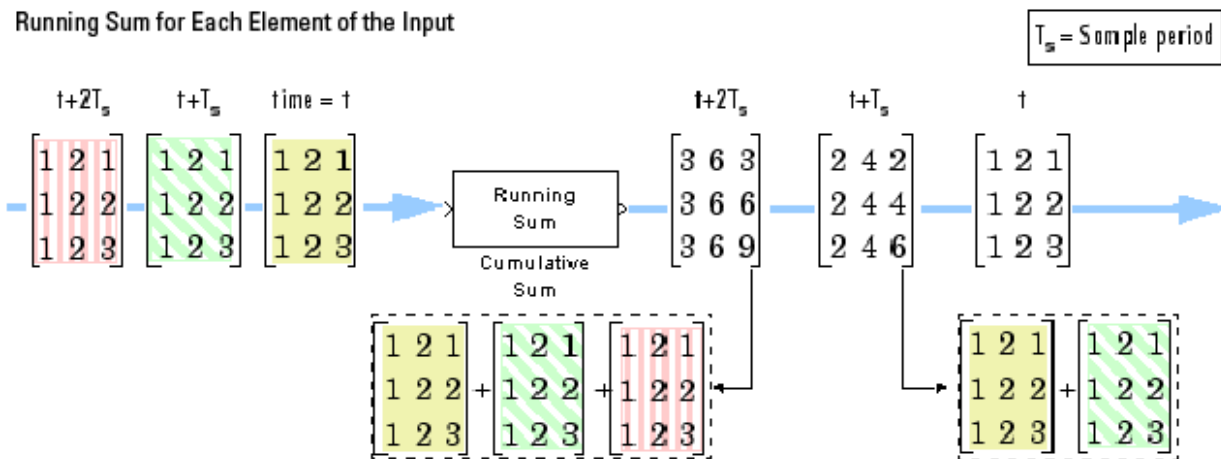 Running Sum for Each Element of the Input
Tₛ = Sample period
t+2Tₛ t+Tₛ time = t t+2Tₛ t+Tₛ t
1 2 1 1 2 1 1 2 1 3 6 3 2 4 2 1 2 1
1 2 2 1 2 2 1 2 2 Running 3 6 6 2 4 4 1 2 2
Sum
1 2 3 1 2 3 1 2 3 3 6 9 2 4 6 1 2 3
Cumulative
Sum
1 2 1 1 2 1 1 2 1 1 2 1 1 2 1
1 2 2 + 1 2 2 + 1 2 2 1 2 2 + 1 2 2
1 2 3 1 2 3 1 2 3 1 2 3 1 2 3